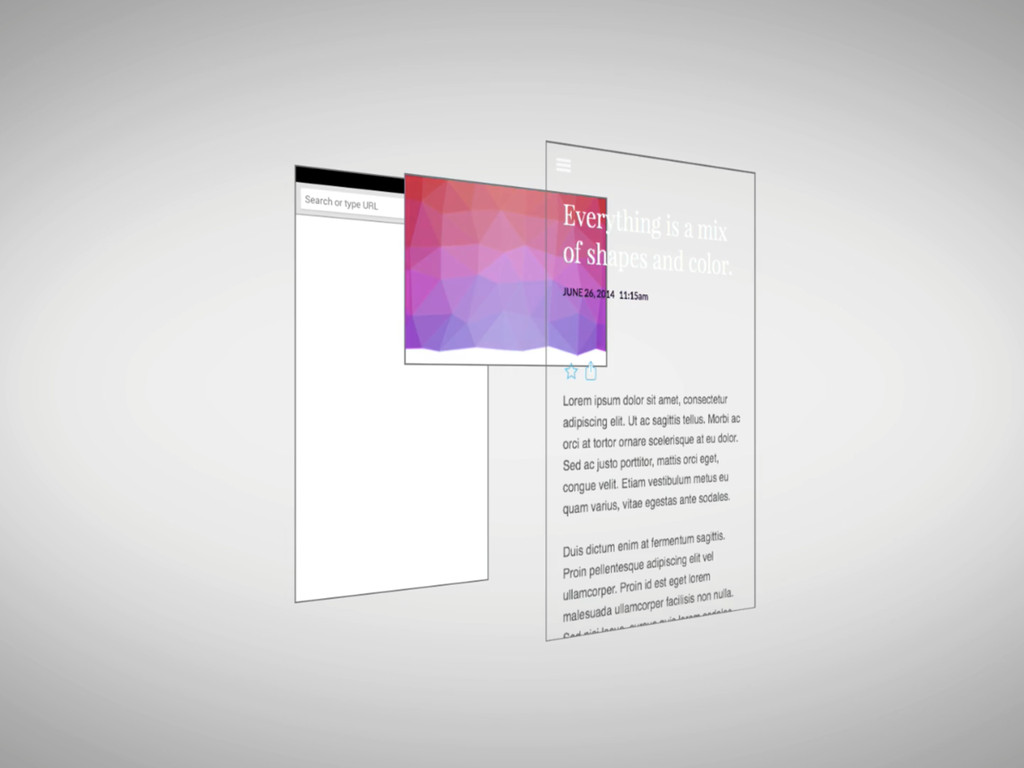 Search or type URL
Everything is a mix
of shapes and color.
JUNE 26, 2014 11:15am
Lorem ipsum dolor sit amet, consectetur
adipiscing elit. Ut ac sagittis tellus. Morbi ac
orci at tortor ornare scelerisque at eu dolor.
Sed ac justo porttitor, mattis orci eget,
congue velit. Etiam vestibulum metus eu
quam varius, vitae egestas ante sodales.
Duis dictum enim at fermentum sagittis.
Proin pellentesque adipiscing elit vel
ullamcorper. Proin id est eget lorem
malesuada ullamcorper facilisis non nulla.